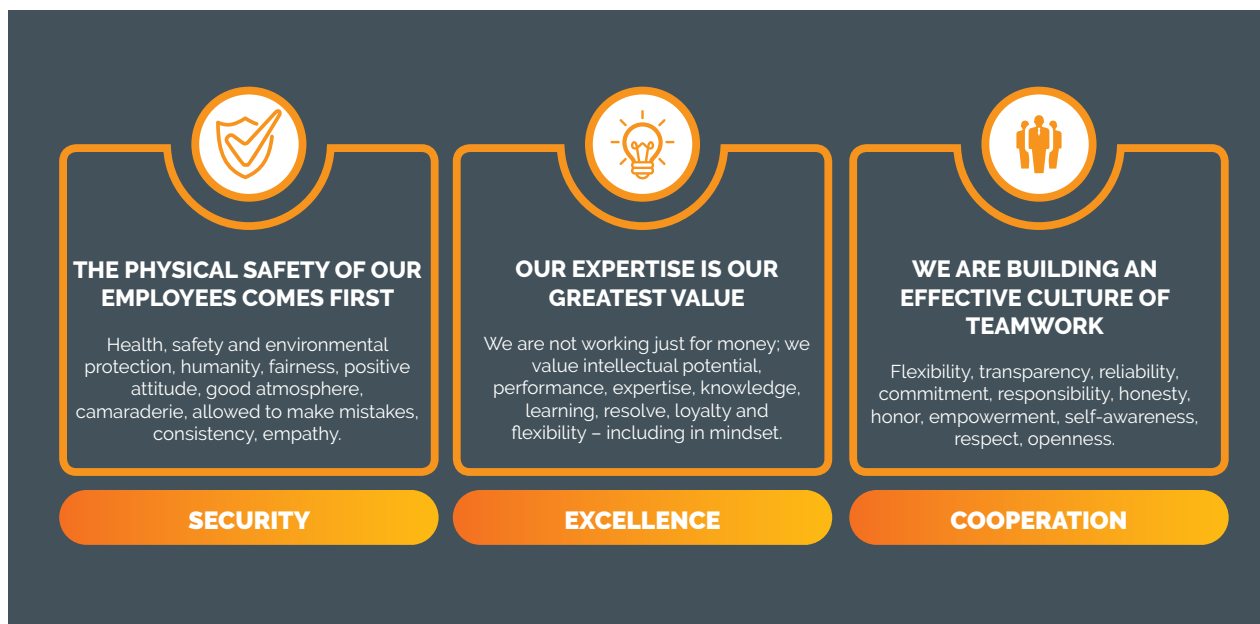 THE PHYSICAL SAFETY OF OUR
EMPLOYEES COMES FIRST
Health, safety and environmental
protection, humanity, fairness, positive
attitude, good atmosphere,
camaraderie, allowed to make mistakes,
consistency, empathy.
SECURITY
OUR EXPERTISE IS OUR
GREATEST VALUE
We are not working just for money; we
value intellectual potential,
performance, expertise, knowledge,
learning, resolve, loyalty and
flexibility – including in mindset.
EXCELLENCE
WE ARE BUILDING AN
EFFECTIVE CULTURE OF
TEAMWORK
Flexibility, transparency, reliability,
commitment, responsibility, honesty,
honor, empowerment, self-awareness,
respect, openness.
COOPERATION